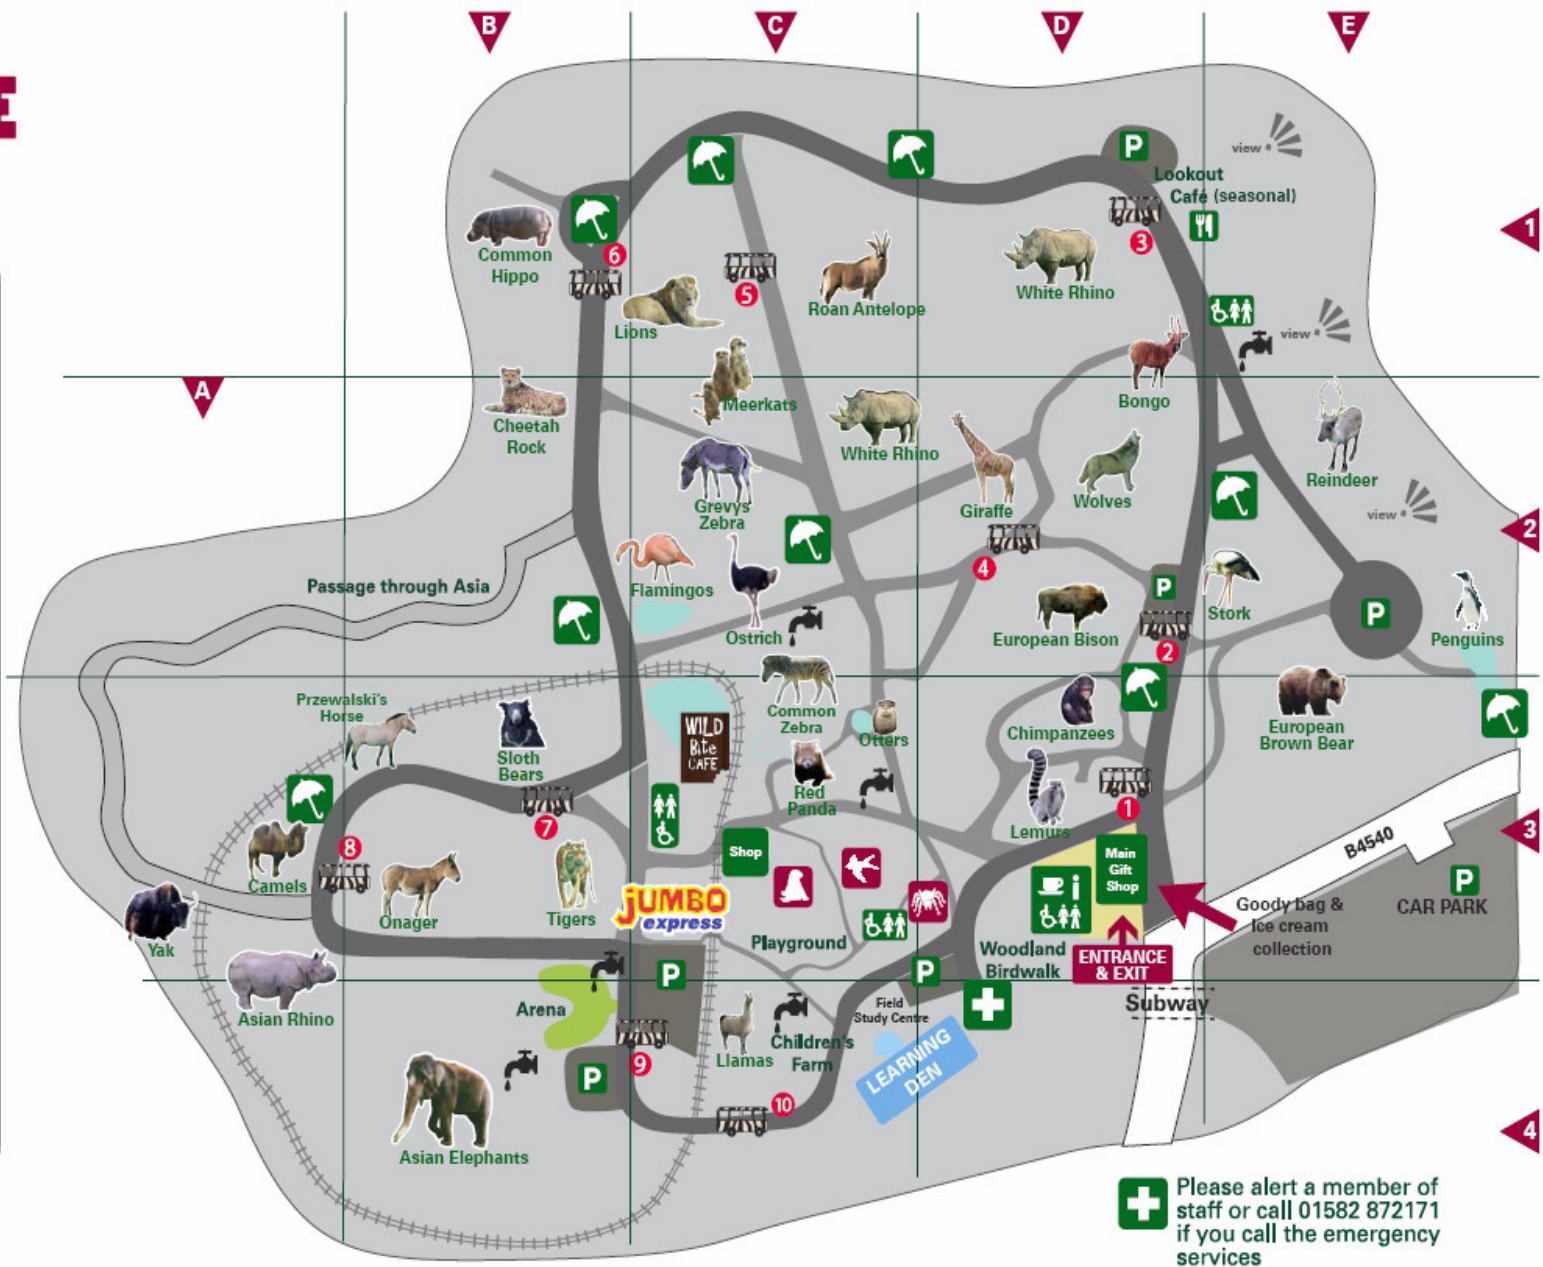 B
C
D
E
E
view
P
Lookout
Café (seasonal)
3
Common
Hippo
6
5
Lions
Roan Antelope
White Rhino
view
1
A
Cheetah
Rock
Meerkats
White Rhino
Bongo
Grevys
Zebra
Giraffe
Wolves
Reindeer
view
2
4
Passage through Asia
Flamingos
Ostrich
European Bison
P
Stork
P
Penguins
2
Przewalski's
Horse
Sloth
Bears
WILD
Bite
CAFE
Common
Zebra
Otters
Chimpanzees
European
Brown Bear
Red
Panda
Lemurs
1
7
8
Shop
Main
Gift
Shop
i
B4540
3
Camels
Onager
Tigers
JUMBO
express
P
CAR PARK
Goody bag &
Ice cream
collection
Yak
Playground
Woodland
Birdwalk
ENTRANCE
& EXIT
P
P
Asian Rhino
Arena
Field
Study Centre
Subway
Llamas
Children's
Farm
LEARNING
DEN
9
P
10
Asian Elephants
4
Please alert a member of
staff or call 01582 872171
if you call the emergency
services